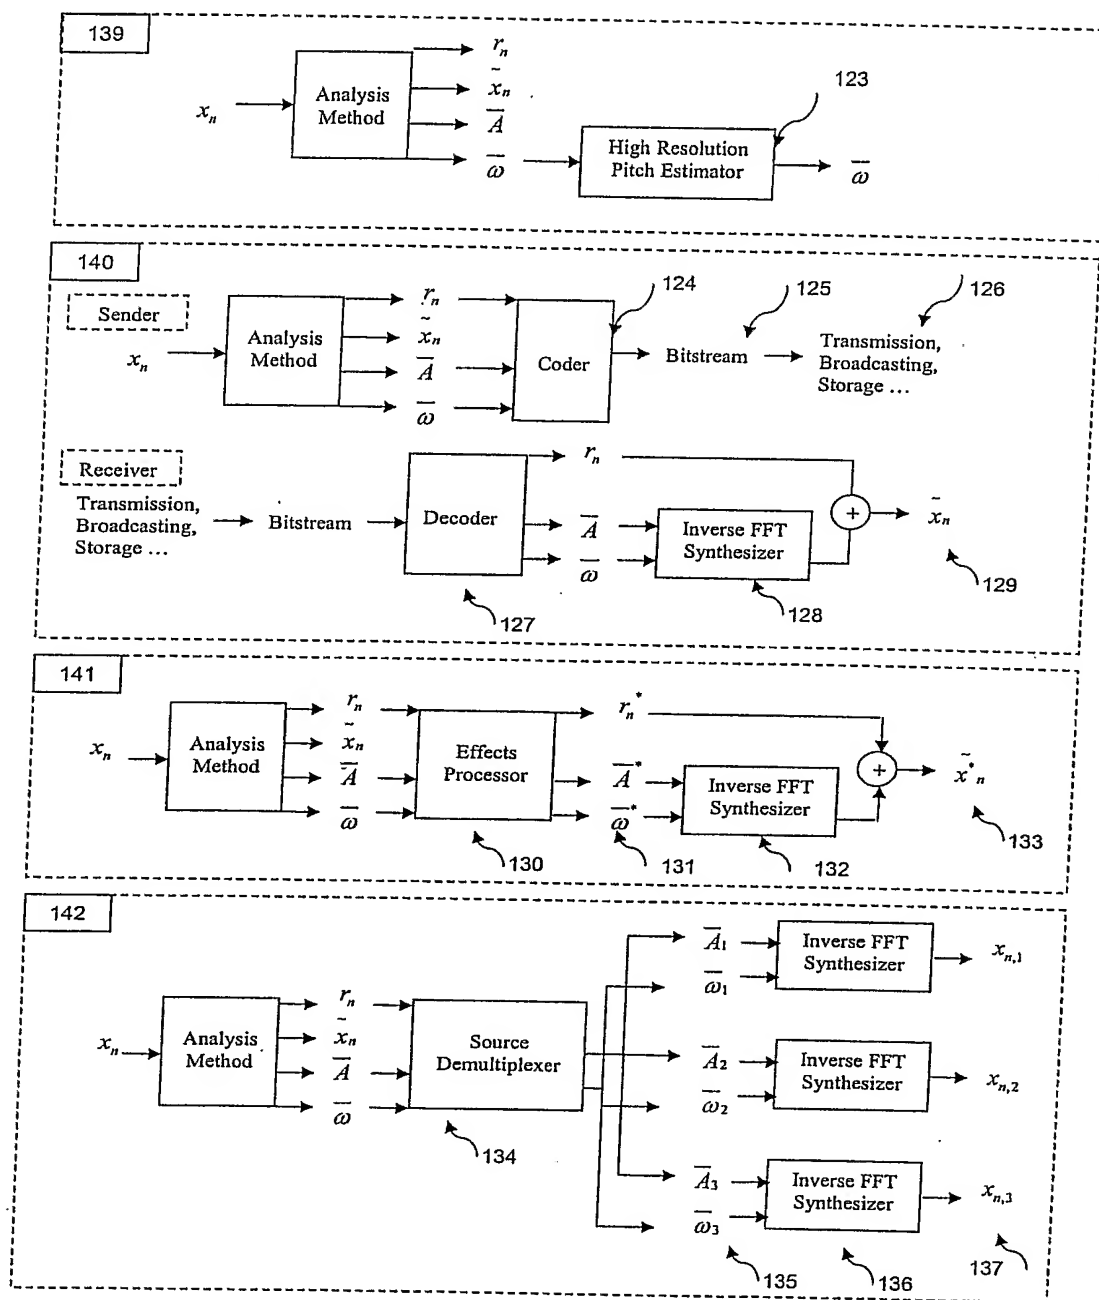 139
r_n
x̃_n
A̅
ω̅
x_n
Analysis
Method
High Resolution
Pitch Estimator
123
ω̅
140
Sender
x_n
Analysis
Method
r_n
x̃_n
A̅
ω̅
Coder
124
Bitstream
125
Transmission,
Broadcasting,
Storage ...
126
Receiver
Transmission,
Broadcasting,
Storage ...
Bitstream
Decoder
127
r_n
A̅
ω̅
Inverse FFT
Synthesizer
128
+
x̃_n
129
141
x_n
Analysis
Method
r_n
x̃_n
A̅
ω̅
Effects
Processor
130
r_n*
A̅*
ω̅*
131
Inverse FFT
Synthesizer
132
+
x̃*_n
133
142
x_n
Analysis
Method
r_n
x̃_n
A̅
ω̅
Source
Demultiplexer
134
A̅_1
ω̅_1
Inverse FFT
Synthesizer
x_n,1
A̅_2
ω̅_2
Inverse FFT
Synthesizer
x_n,2
A̅_3
ω̅_3
Inverse FFT
Synthesizer
x_n,3
135
136
137